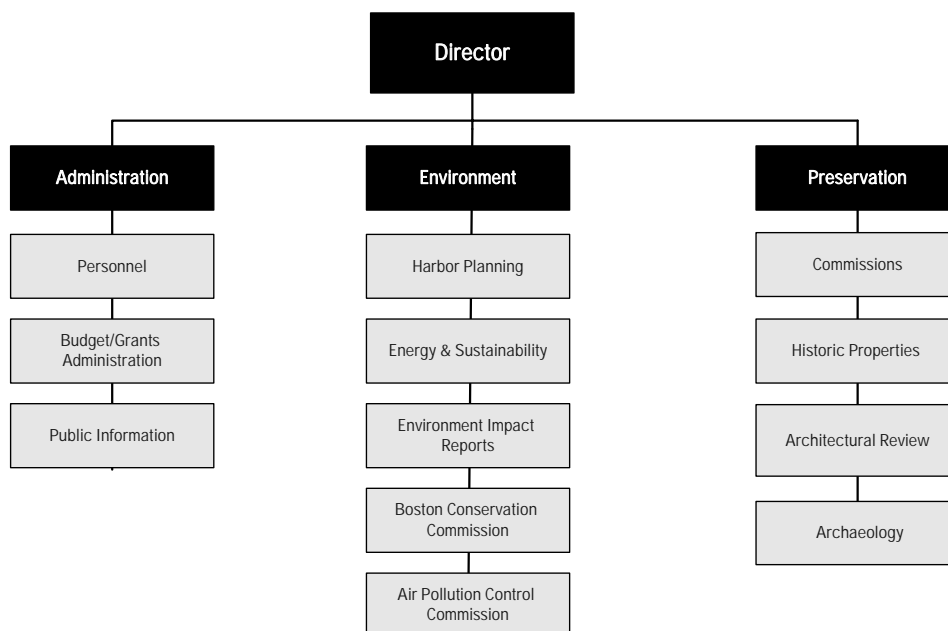 Director
Administration
Environment
Preservation
Personnel
Budget/Grants
Administration
Public Information
Harbor Planning
Energy & Sustainability
Environment Impact
Reports
Boston Conservation
Commission
Air Pollution Control
Commission
Commissions
Historic Properties
Architectural Review
Archaeology